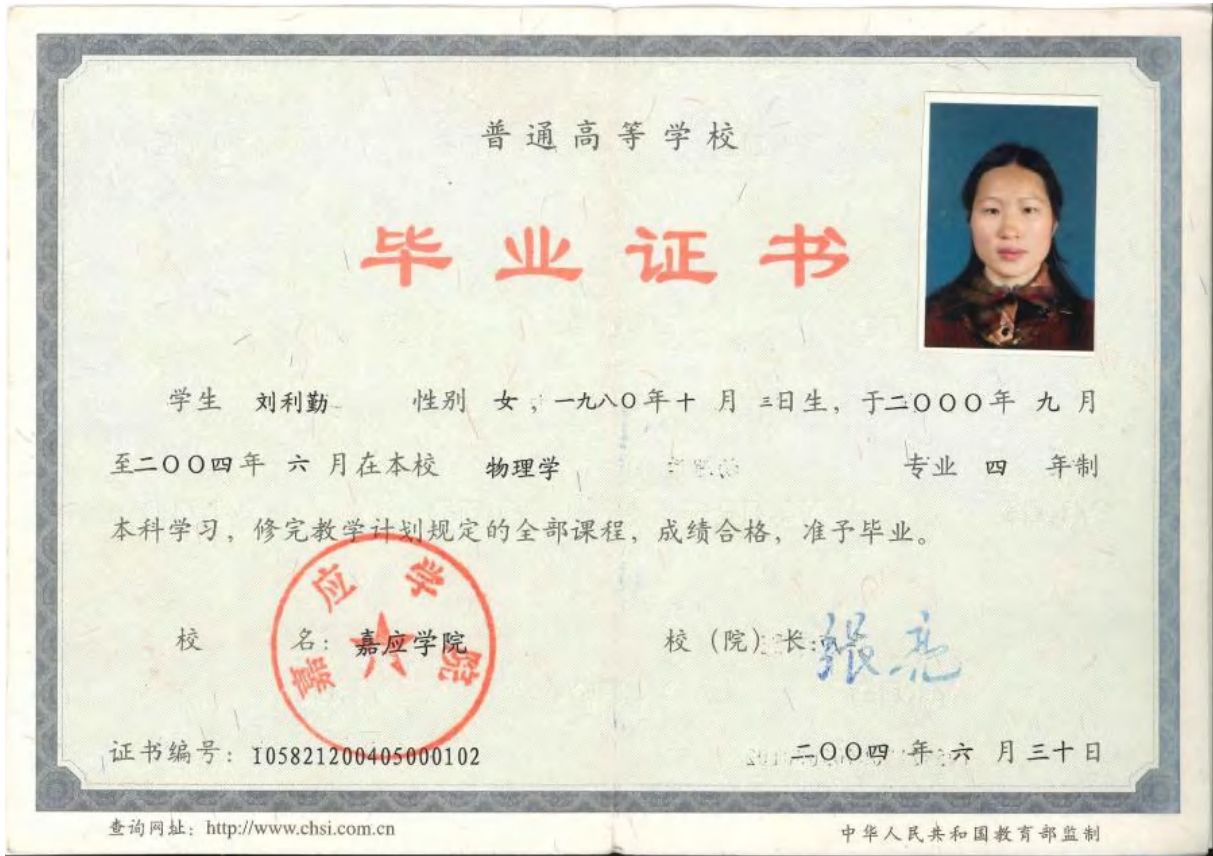 普通高等学校
毕业证书
学生 刘利勤 性别 女，一九八〇年十月三日生，于二〇〇〇年九月
至二〇〇四年六月在本校 物理学 专业 四 年制
本科学习，修完教学计划规定的全部课程，成绩合格，准予毕业。
嘉应学院
校 名：嘉应学院 校（院）长：张亮
证书编号：105821200405000102 二〇〇四年六月三十日
查询网址：http://www.chsi.com.cn 中华人民共和国教育部监制